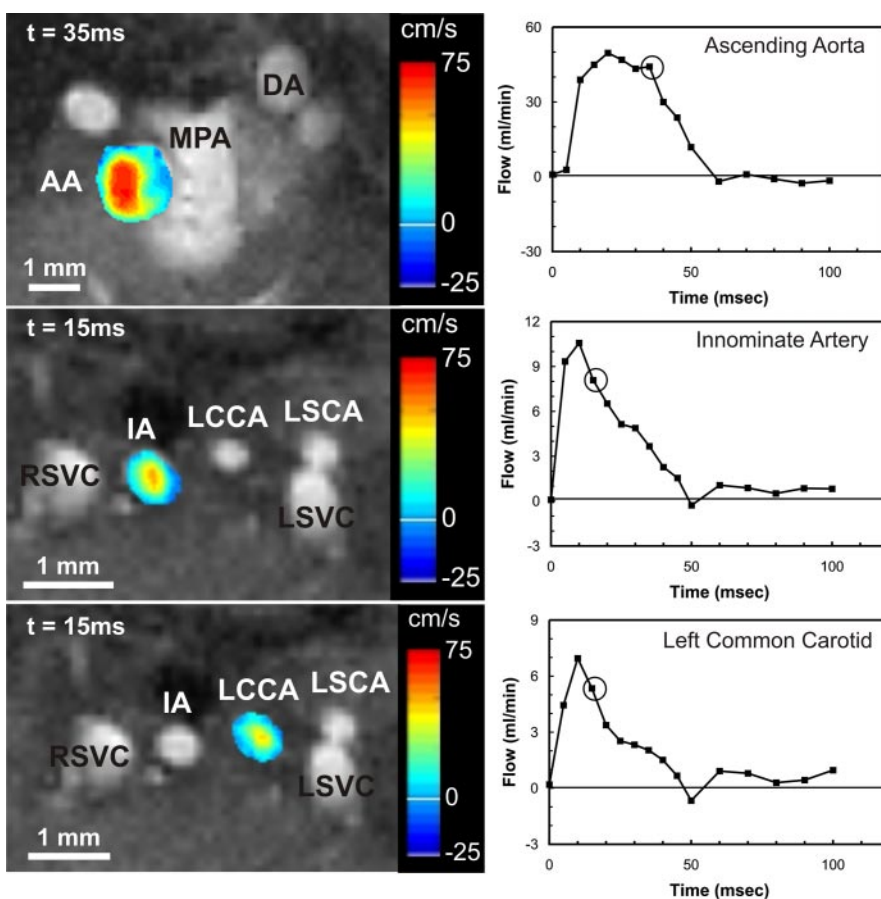 t = 35ms
cm/s
75
DA
MPA
AA
0
1 mm
-25
Ascending Aorta
60
30
0
-30
Flow (ml/min)
0
50
100
Time (msec)
t = 15ms
cm/s
75
IA
LCCA
LSCA
RSVC
LSVC
0
1 mm
-25
Innominate Artery
12
9
6
3
0
-3
Flow (ml/min)
0
50
100
Time (msec)
t = 15ms
cm/s
75
IA
LCCA
LSCA
RSVC
LSVC
0
1 mm
-25
Left Common Carotid
9
6
3
0
-3
Flow (ml/min)
0
50
100
Time (msec)